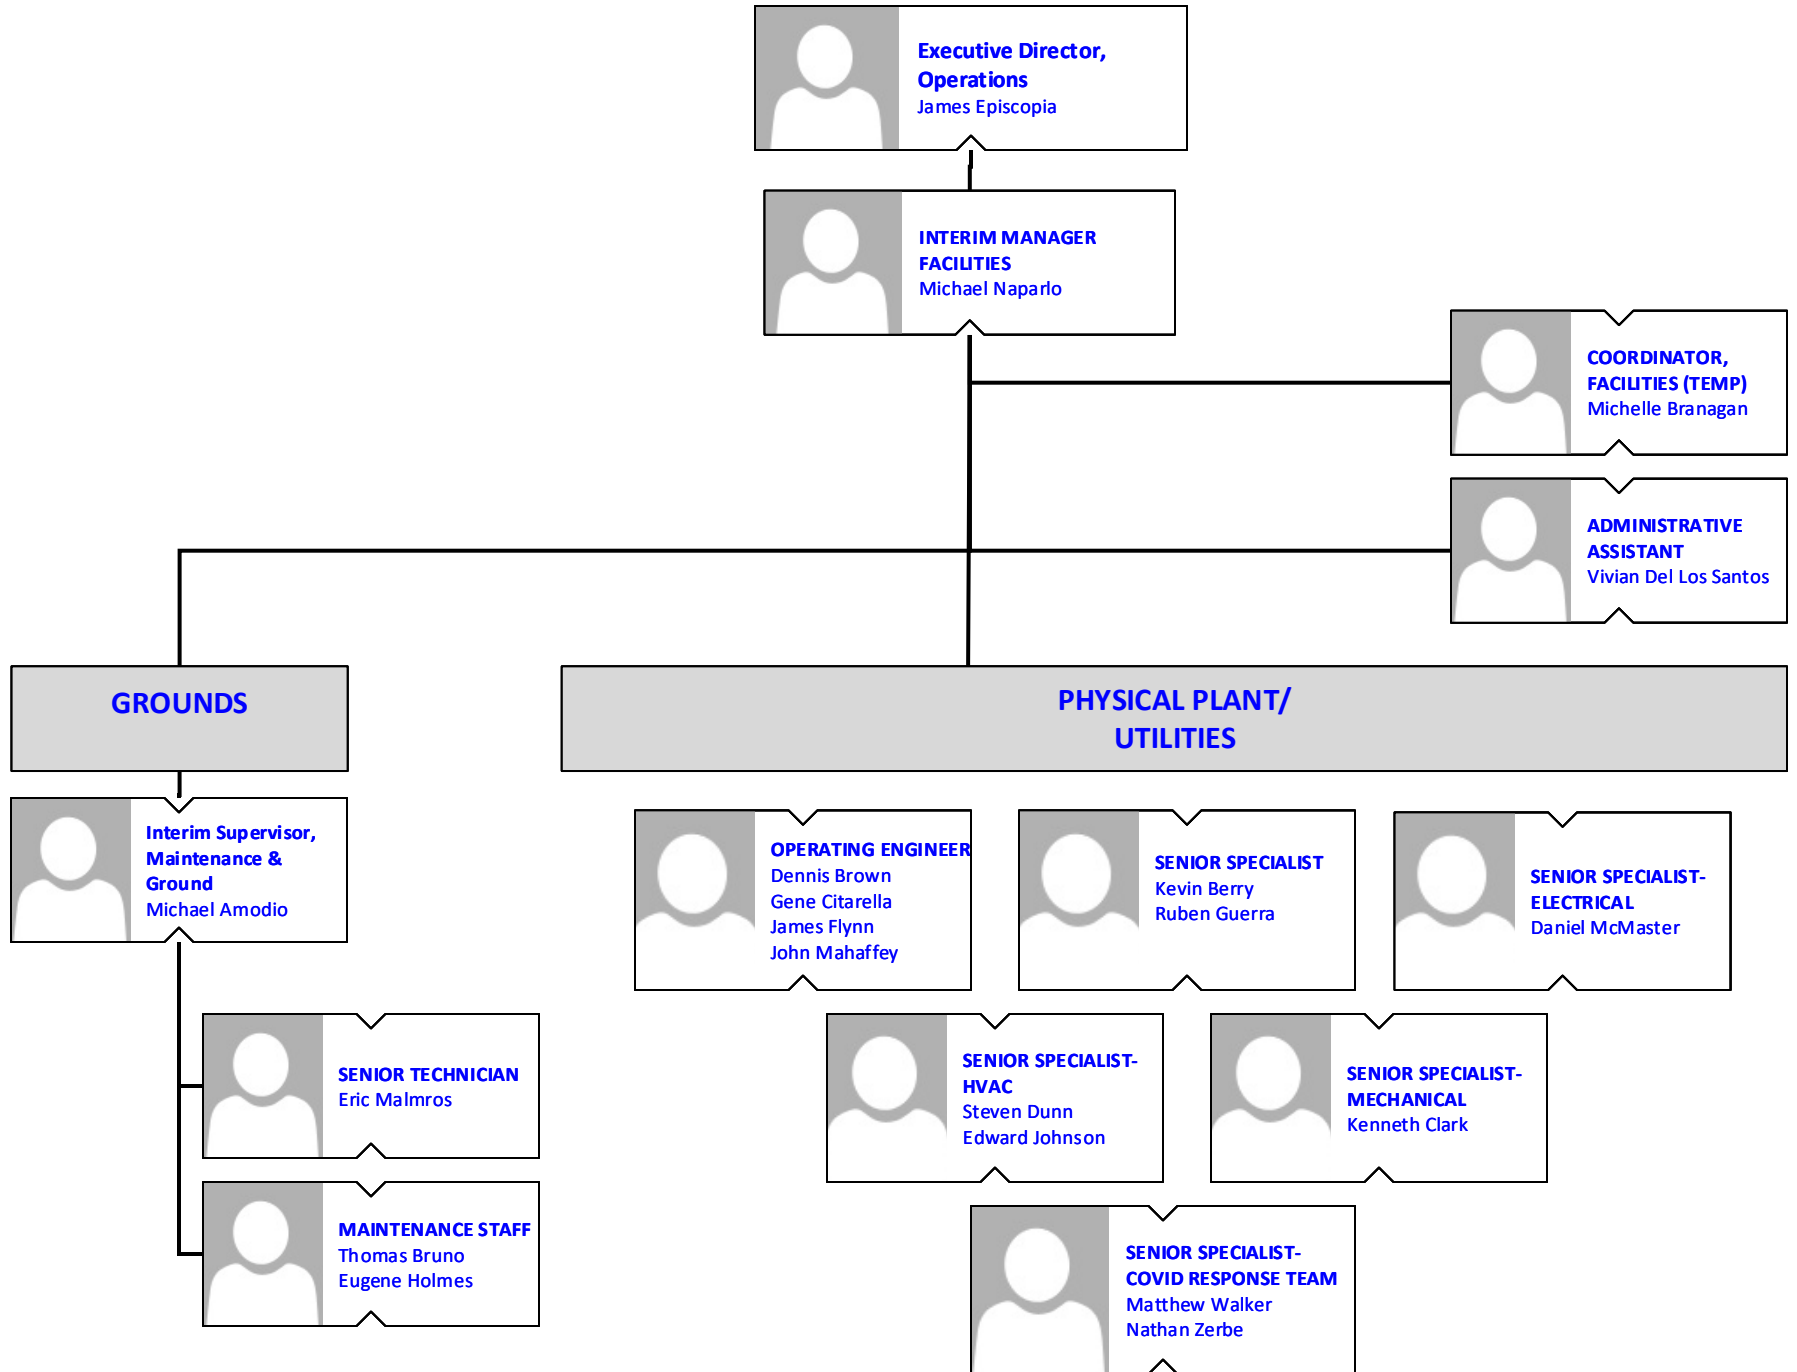 Executive Director,
Operations
James Episcopia
INTERIM MANAGER
FACILITIES
Michael Naparlo
COORDINATOR,
FACILITIES (TEMP)
Michelle Branagan
ADMINISTRATIVE
ASSISTANT
Vivian Del Los Santos
GROUNDS
PHYSICAL PLANT/
UTILITIES
Interim Supervisor,
Maintenance &
Ground
Michael Amodio
OPERATING ENGINEER
Dennis Brown
Gene Citarella
James Flynn
John Mahaffey
SENIOR SPECIALIST
Kevin Berry
Ruben Guerra
SENIOR SPECIALIST-
ELECTRICAL
Daniel McMaster
SENIOR TECHNICIAN
Eric Malmros
SENIOR SPECIALIST-
HVAC
Steven Dunn
Edward Johnson
SENIOR SPECIALIST-
MECHANICAL
Kenneth Clark
MAINTENANCE STAFF
Thomas Bruno
Eugene Holmes
SENIOR SPECIALIST-
COVID RESPONSE TEAM
Matthew Walker
Nathan Zerbe